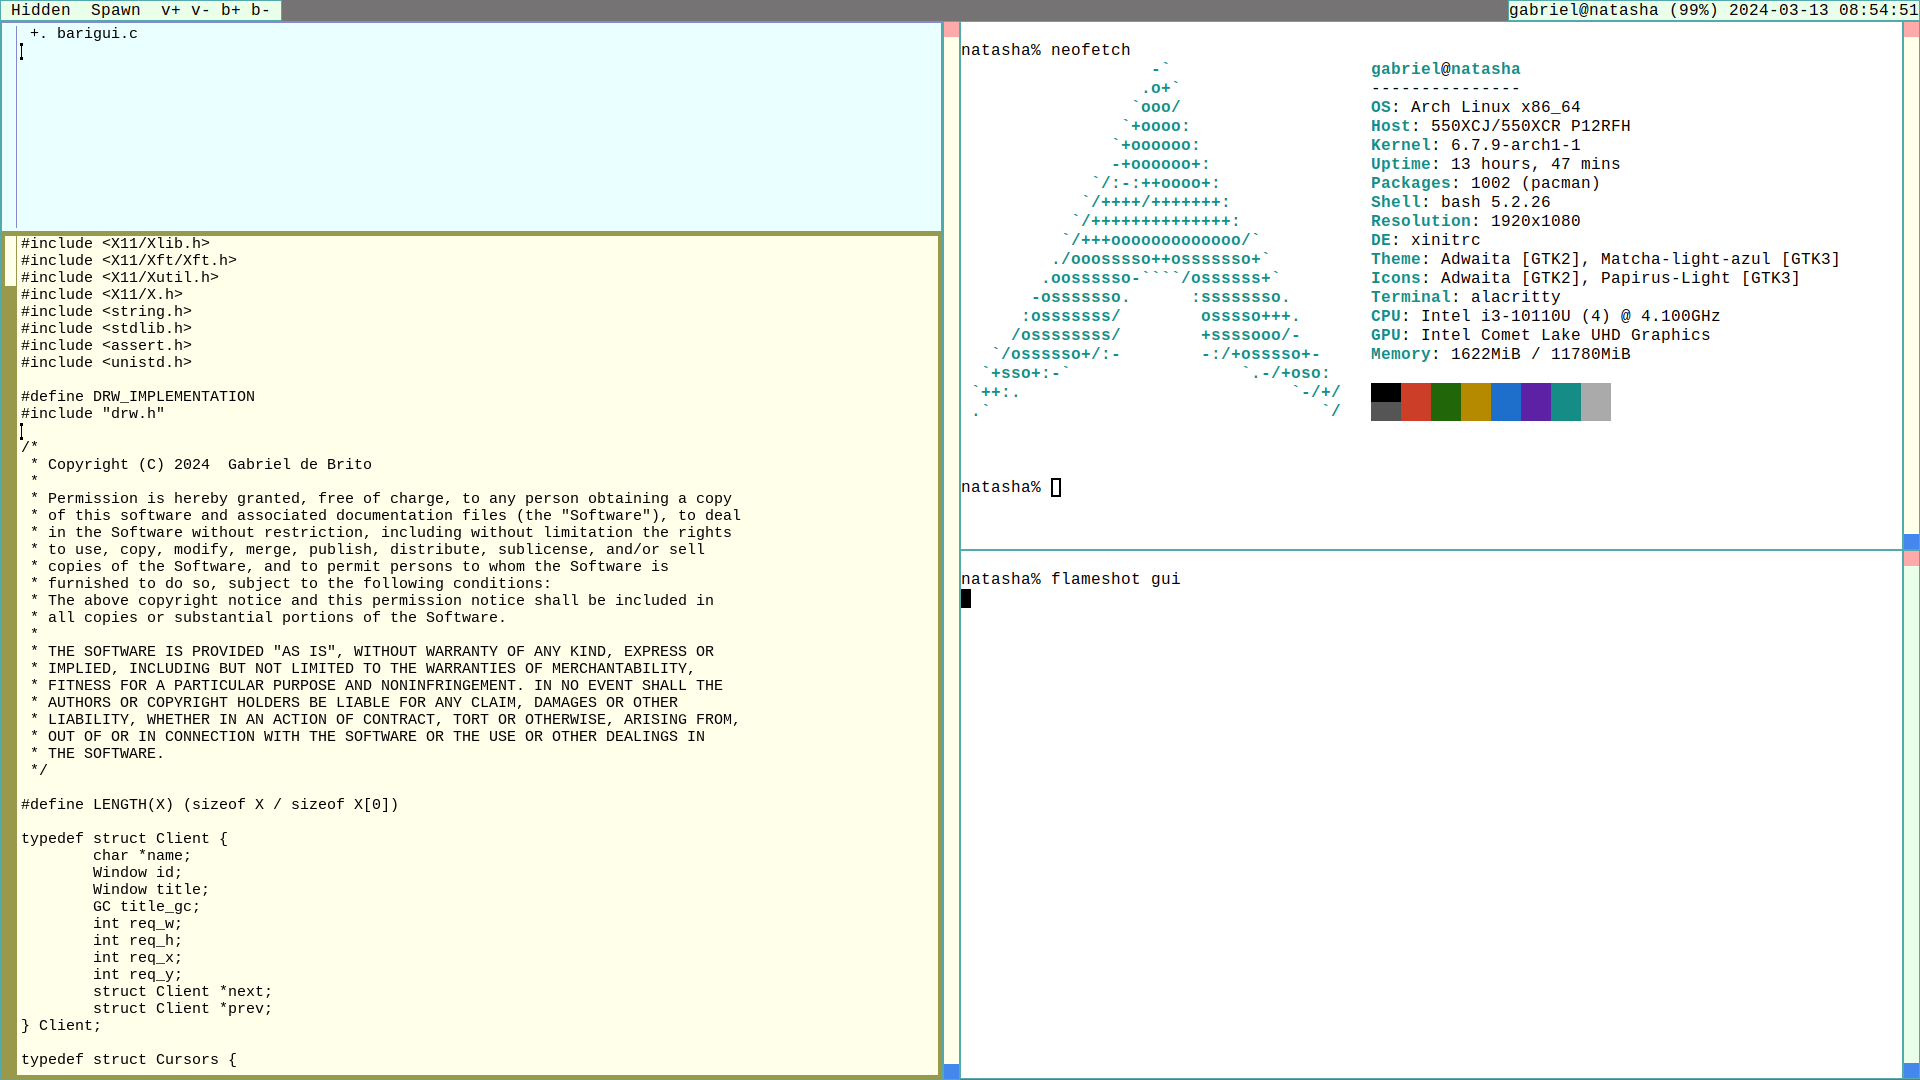 Hidden  Spawn  v+ v- b+ b-
gabriel@natasha (99%) 2024-03-13 08:54:51
 +. barigui.c
#include <X11/Xlib.h>
#include <X11/Xft/Xft.h>
#include <X11/Xutil.h>
#include <X11/X.h>
#include <string.h>
#include <stdlib.h>
#include <assert.h>
#include <unistd.h>

#define DRW_IMPLEMENTATION
#include "drw.h"

/*
 * Copyright (C) 2024  Gabriel de Brito
 *
 * Permission is hereby granted, free of charge, to any person obtaining a copy
 * of this software and associated documentation files (the "Software"), to deal
 * in the Software without restriction, including without limitation the rights
 * to use, copy, modify, merge, publish, distribute, sublicense, and/or sell
 * copies of the Software, and to permit persons to whom the Software is
 * furnished to do so, subject to the following conditions:
 * The above copyright notice and this permission notice shall be included in
 * all copies or substantial portions of the Software.
 *
 * THE SOFTWARE IS PROVIDED "AS IS", WITHOUT WARRANTY OF ANY KIND, EXPRESS OR
 * IMPLIED, INCLUDING BUT NOT LIMITED TO THE WARRANTIES OF MERCHANTABILITY,
 * FITNESS FOR A PARTICULAR PURPOSE AND NONINFRINGEMENT. IN NO EVENT SHALL THE
 * AUTHORS OR COPYRIGHT HOLDERS BE LIABLE FOR ANY CLAIM, DAMAGES OR OTHER
 * LIABILITY, WHETHER IN AN ACTION OF CONTRACT, TORT OR OTHERWISE, ARISING FROM,
 * OUT OF OR IN CONNECTION WITH THE SOFTWARE OR THE USE OR OTHER DEALINGS IN
 * THE SOFTWARE.
 */

#define LENGTH(X) (sizeof X / sizeof X[0])

typedef struct Client {
        char *name;
        Window id;
        Window title;
        GC title_gc;
        int req_w;
        int req_h;
        int req_x;
        int req_y;
        struct Client *next;
        struct Client *prev;
} Client;

typedef struct Cursors {
natasha% neofetch
                   -`                    gabriel@natasha
                  .o+`                   ---------------
                 `ooo/                   OS: Arch Linux x86_64
                `+oooo:                  Host: 550XCJ/550XCR P12RFH
               `+oooooo:                 Kernel: 6.7.9-arch1-1
               -+oooooo+:                Uptime: 13 hours, 47 mins
             `/:-:++oooo+:               Packages: 1002 (pacman)
            `/++++/+++++++:              Shell: bash 5.2.26
           `/++++++++++++++:             Resolution: 1920x1080
          `/+++ooooooooooooo/`           DE: xinitrc
         ./ooosssso++osssssso+`          Theme: Adwaita [GTK2], Matcha-light-azul [GTK3]
        .oossssso-````/ossssss+`         Icons: Adwaita [GTK2], Papirus-Light [GTK3]
       -osssssso.      :ssssssso.        Terminal: alacritty
      :osssssss/        osssso+++.       CPU: Intel i3-10110U (4) @ 4.100GHz
     /ossssssss/        +ssssooo/-       GPU: Intel Comet Lake UHD Graphics
   `/ossssso+/:-        -:/+osssso+-     Memory: 1622MiB / 11780MiB
  `+sso+:-`                 `.-/+oso:
 `++:.                           `-/+/
 .`                                 `/
natasha%
natasha% flameshot gui